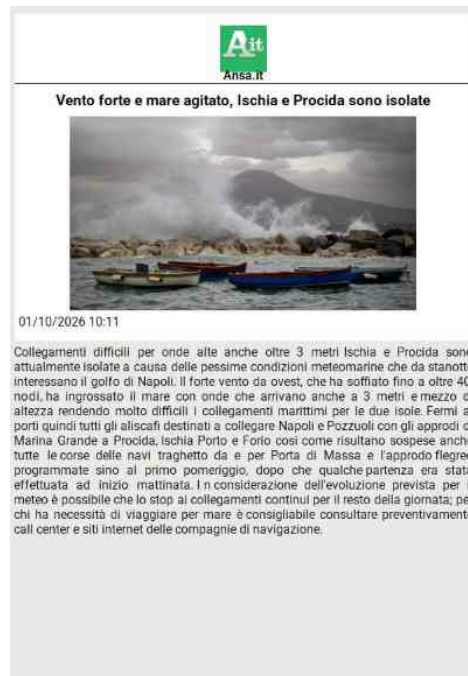 Ait
Ansa.it
Vento forte e mare agitato, Ischia e Procida sono isolate
01/10/2026 10:11
Collegamenti difficili per onde alte anche oltre 3 metri Ischia e Procida sono
attualmente isolate a causa delle pessime condizioni meteomarine che da stanotte
interessano il golfo di Napoli. Il forte vento da ovest, che ha soffiato fino a oltre 40
nodi, ha ingrossato il mare con onde che arrivano anche a 3 metri e mezzo d
altezza rendendo molto difficili i collegamenti marittimi per le due isole. Fermi a
porti quindi tutti gli aliscafi destinati a collegare Napoli e Pozzuoli con gli approdi d
Marina Grande a Procida, Ischia Porto e Forio così come risultano sospese anche
tutte le corse delle navi traghetto da e per Porta di Massa e l'approdo flegreo
programmate sino al primo pomeriggio, dopo che qualche partenza era stata
effettuata ad inizio mattinata. I n considerazione dell'evoluzione prevista per i
meteo è possibile che lo stop ai collegamenti continui per il resto della giornata; pe
chi ha necessità di viaggiare per mare è consigliabile consultare preventivamente
call center e siti internet delle compagnie di navigazione.